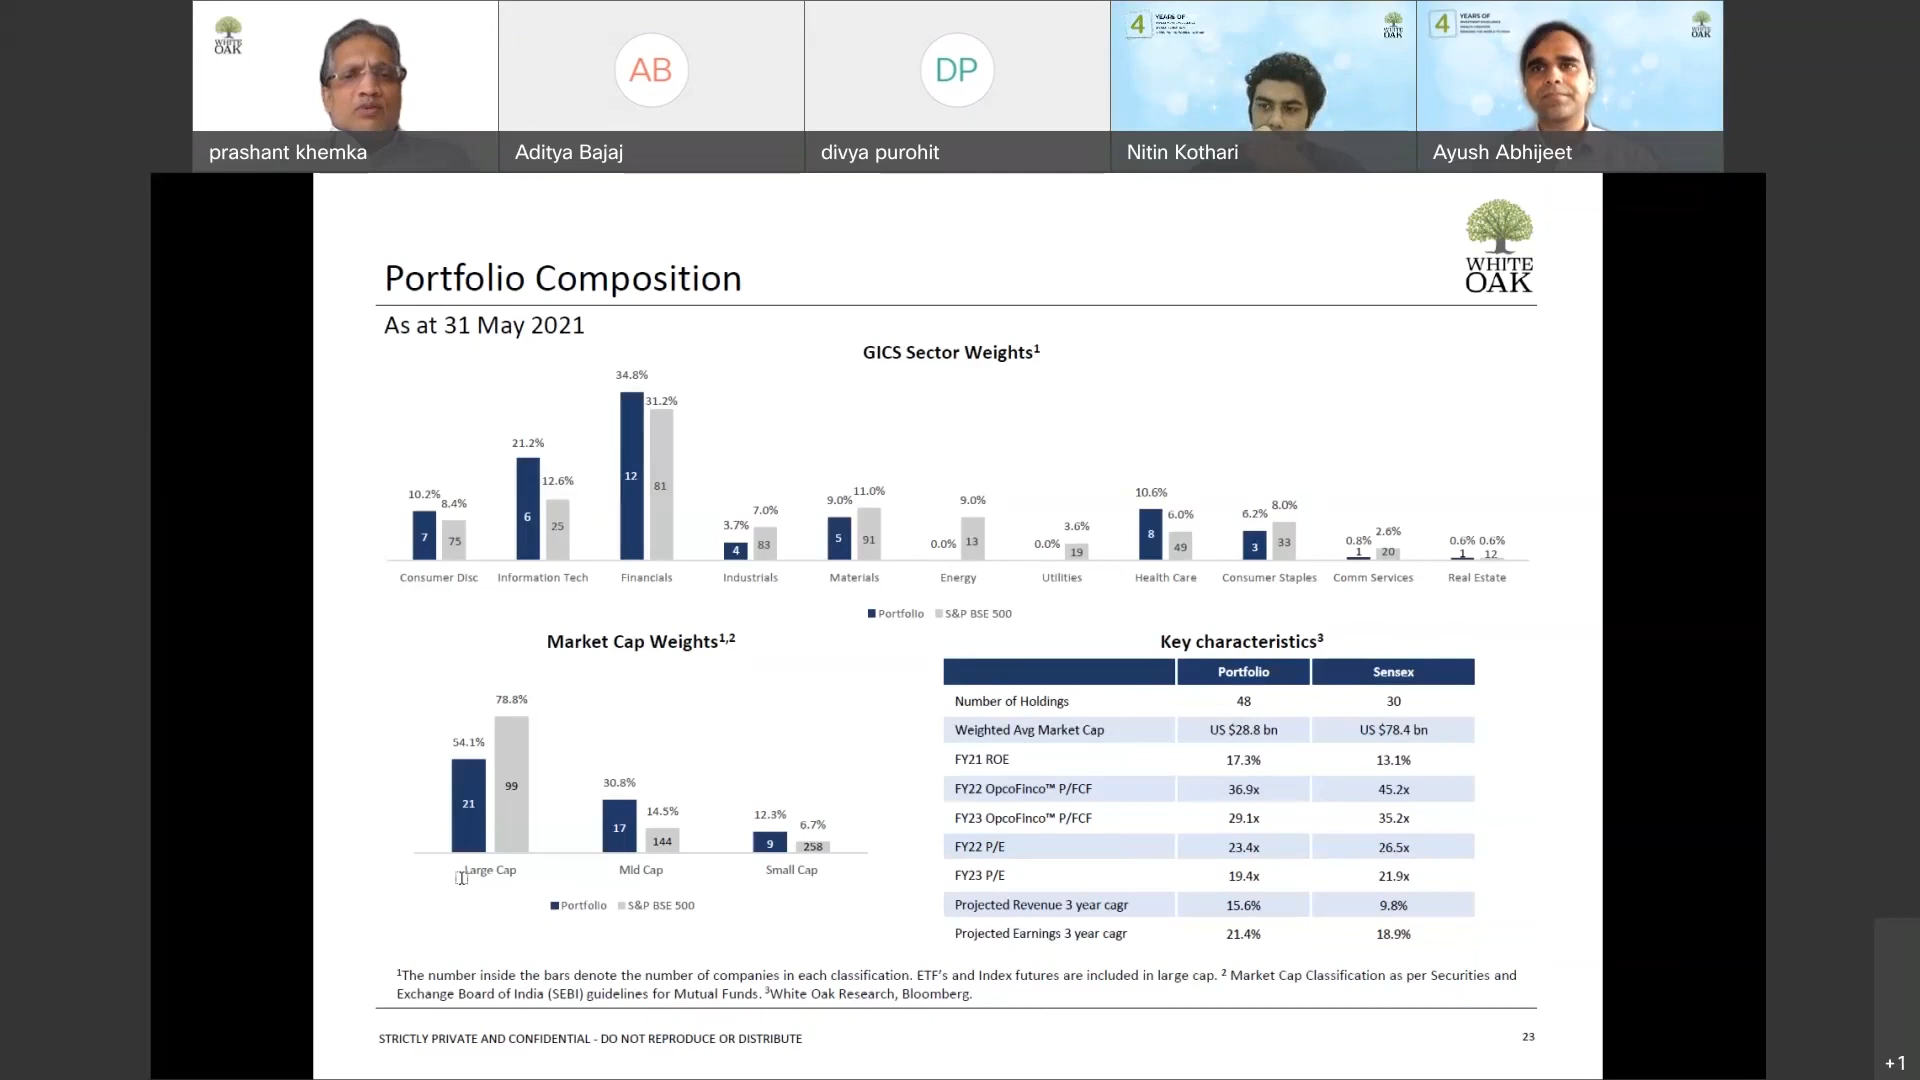 WHITE
OAK
AB
DP
4 YEARS OF
WHITE
OAK
4 YEARS OF
WHITE
OAK
prashant khemka
Aditya Bajaj
divya purohit
Nitin Kothari
Ayush Abhijeet
WHITE
OAK
Portfolio Composition
As at 31 May 2021
GICS Sector Weights¹
10.2% 8.4% 21.2% 12.6% 34.8% 31.2% 3.7% 7.0% 9.0% 11.0% 0.0% 9.0% 0.0% 3.6% 10.6% 6.0% 6.2% 8.0% 0.8% 2.6% 0.6% 0.6%
7 75 6 25 12 81 4 83 5 91 13 19 8 49 3 33 1 20 1 12
Consumer Disc Information Tech Financials Industrials Materials Energy Utilities Health Care Consumer Staples Comm Services Real Estate
Portfolio S&P BSE 500
Market Cap Weights¹,²
54.1% 78.8% 30.8% 14.5% 12.3% 6.7%
21 99 17 144 9 258
Large Cap Mid Cap Small Cap
Portfolio S&P BSE 500
Key characteristics³
Portfolio Sensex
Number of Holdings 48 30
Weighted Avg Market Cap US $28.8 bn US $78.4 bn
FY21 ROE 17.3% 13.1%
FY22 OpcoFinco™ P/FCF 36.9x 45.2x
FY23 OpcoFinco™ P/FCF 29.1x 35.2x
FY22 P/E 23.4x 26.5x
FY23 P/E 19.4x 21.9x
Projected Revenue 3 year cagr 15.6% 9.8%
Projected Earnings 3 year cagr 21.4% 18.9%
¹The number inside the bars denote the number of companies in each classification. ETF's and Index futures are included in large cap. ² Market Cap Classification as per Securities and
Exchange Board of India (SEBI) guidelines for Mutual Funds. ³White Oak Research, Bloomberg.
STRICTLY PRIVATE AND CONFIDENTIAL - DO NOT REPRODUCE OR DISTRIBUTE
23
+1